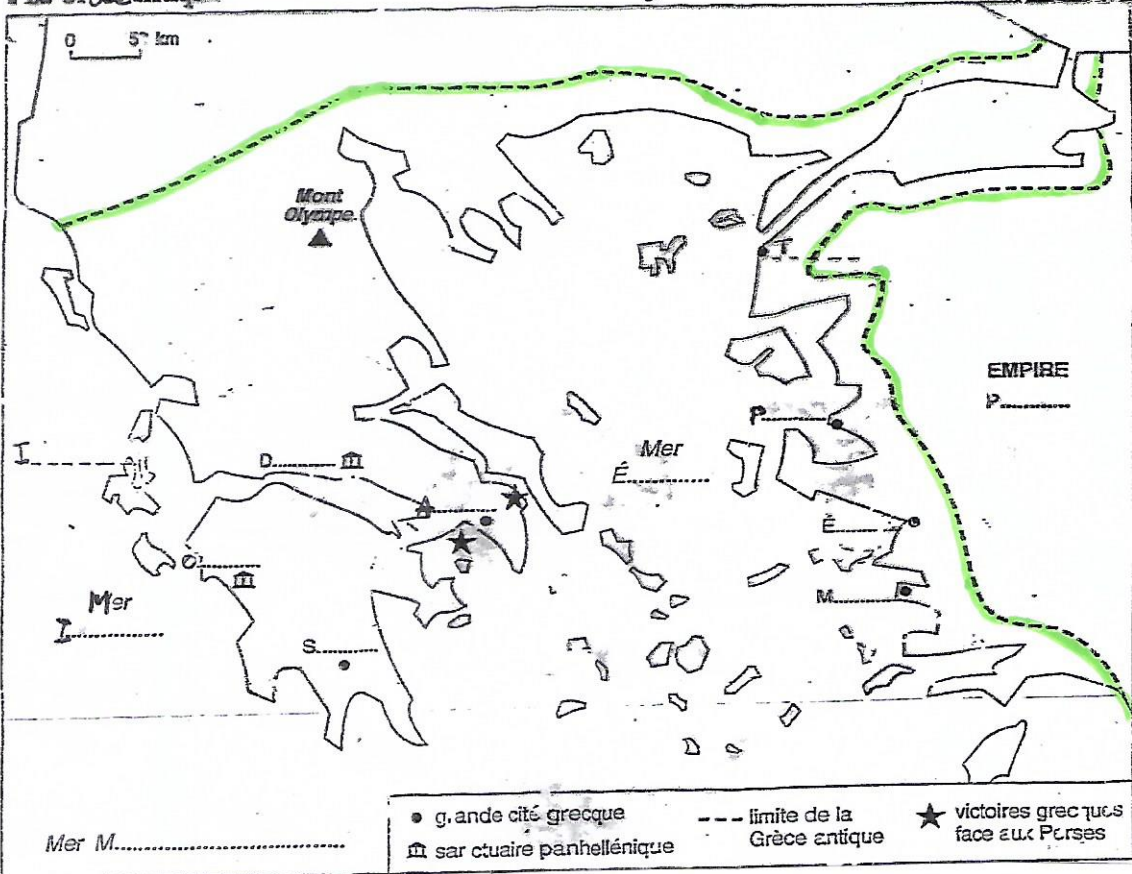 0 50 km
Mont
Olympe
T
EMPIRE
P..........
P..........
Mer
É..........
I..........
D..........
A..........
É..........
O..........
M..........
Mer
I..........
S..........
Mer M..........
grande cité grecque
sanctuaire panhellénique
limite de la
Grèce antique
victoires grecques
face aux Perses